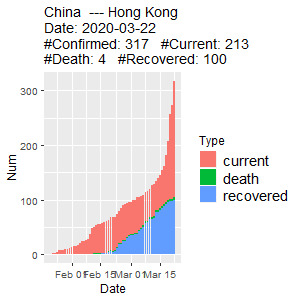 China  --- Hong Kong
Date: 2020-03-22
#Confirmed: 317   #Current: 213
#Death: 4   #Recovered: 100
300
200
100
0
Num
Feb 01
Feb 15
Mar 01
Mar 15
Date
Type
current
death
recovered